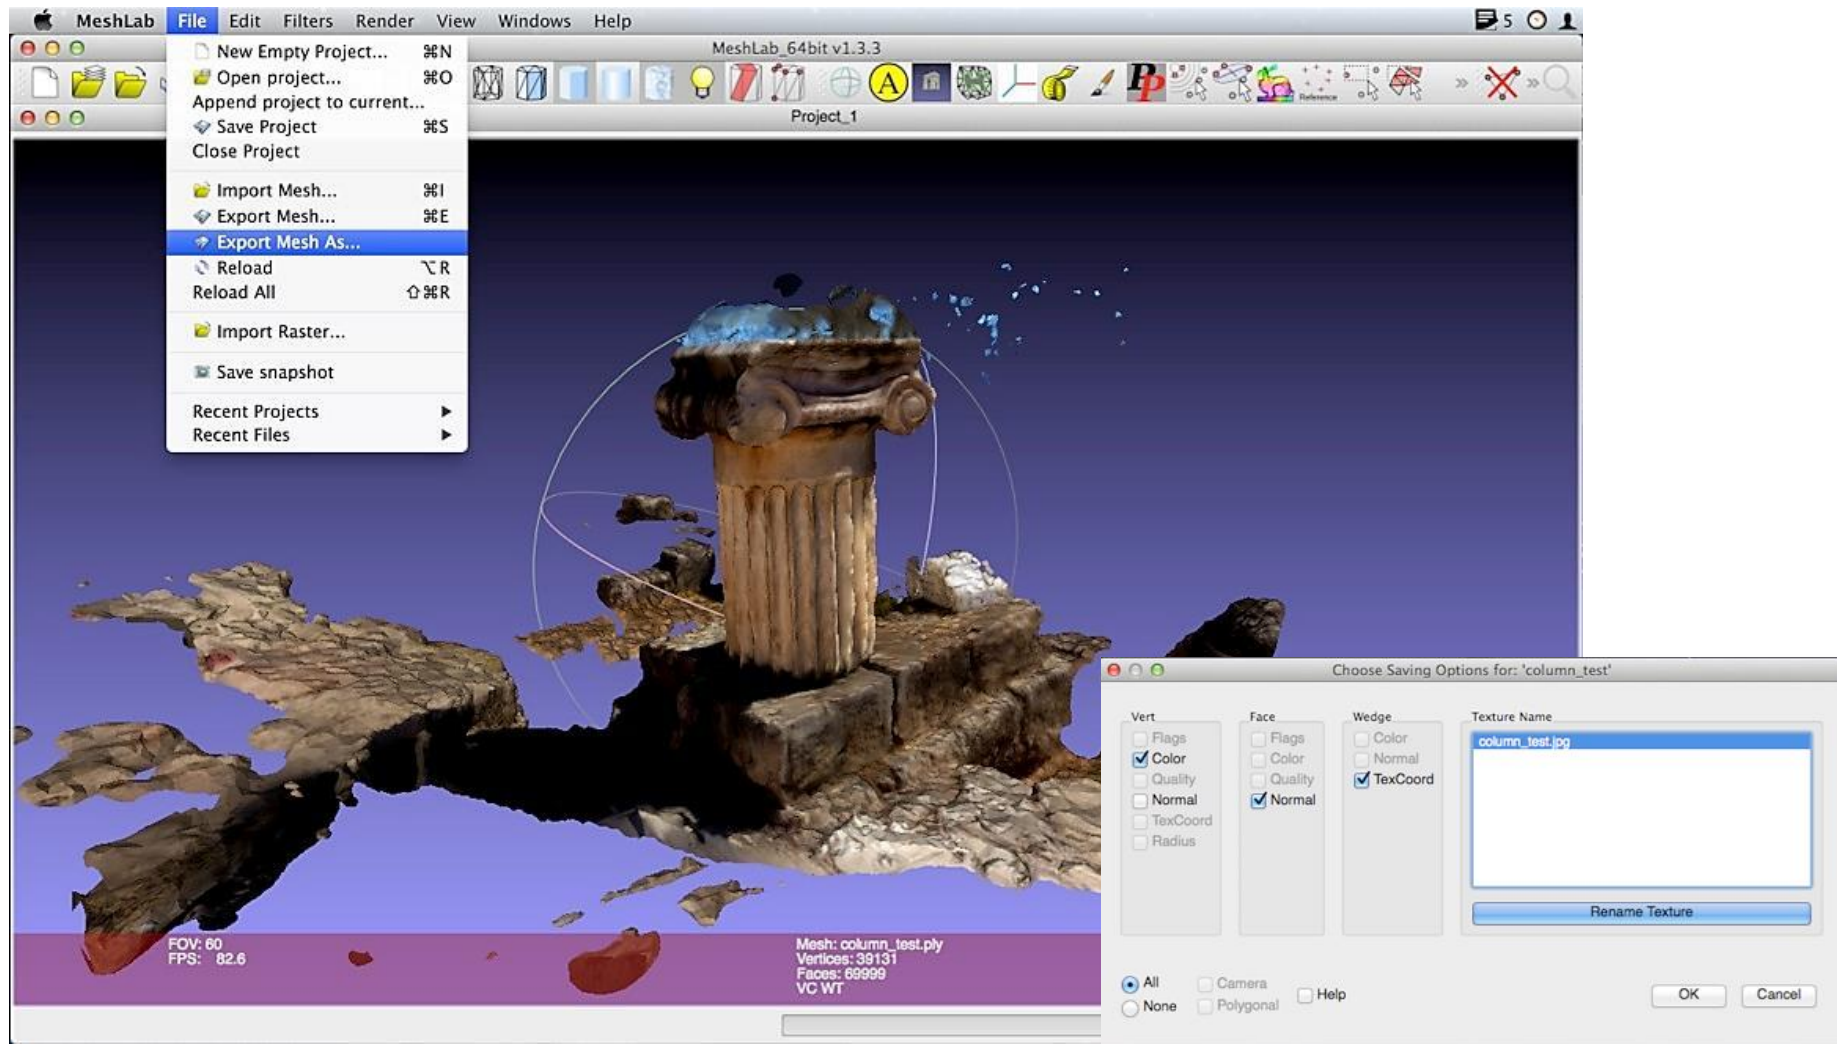 MeshLab File Edit Filters Render View Windows Help 5
MeshLab_64bit v1.3.3
New Empty Project... ⌘N
Open project... ⌘O
Append project to current...
Save Project ⌘S
Close Project
Import Mesh... ⌘I
Export Mesh... ⌘E
Export Mesh As...
Reload ⌥R
Reload All ⇧⌘R
Import Raster...
Save snapshot
Recent Projects
Recent Files
A Pp Reference
Project_1
FOV: 60
FPS: 82.6
Mesh: column_test.ply
Vertices: 39131
Faces: 69999
VC WT
Choose Saving Options for: 'column_test'
Vert
Flags
Color
Quality
Normal
TexCoord
Radius
Face
Flags
Color
Quality
Normal
Wedge
Color
Normal
TexCoord
Texture Name
column_test.jpg
Rename Texture
All
None
Camera
Polygonal
Help
OK
Cancel